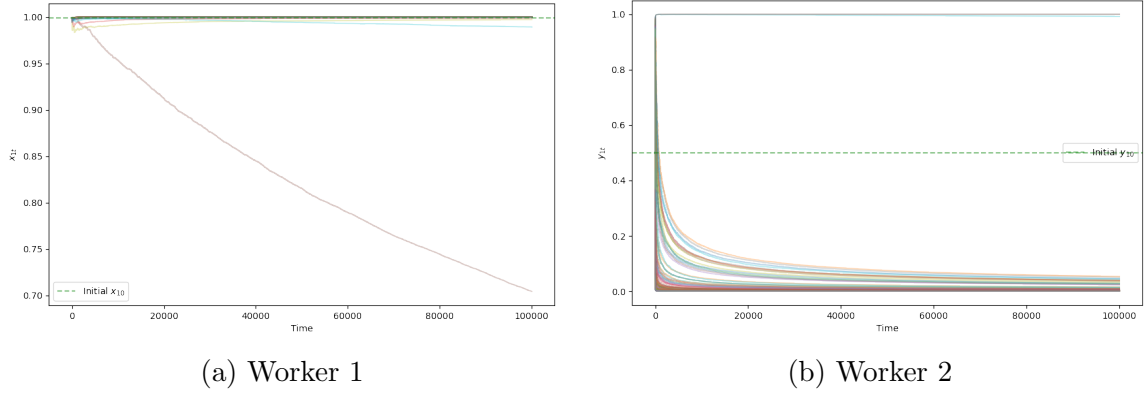 1.00
0.95
0.90
0.85
0.80
0.75
0.70
x₁ₜ
0 20000 40000 60000 80000 100000
Time
Initial x₁₀
(a) Worker 1
1.0
0.8
0.6
0.4
0.2
0.0
y₁ₜ
0 20000 40000 60000 80000 100000
Time
Initial y₁₀
(b) Worker 2